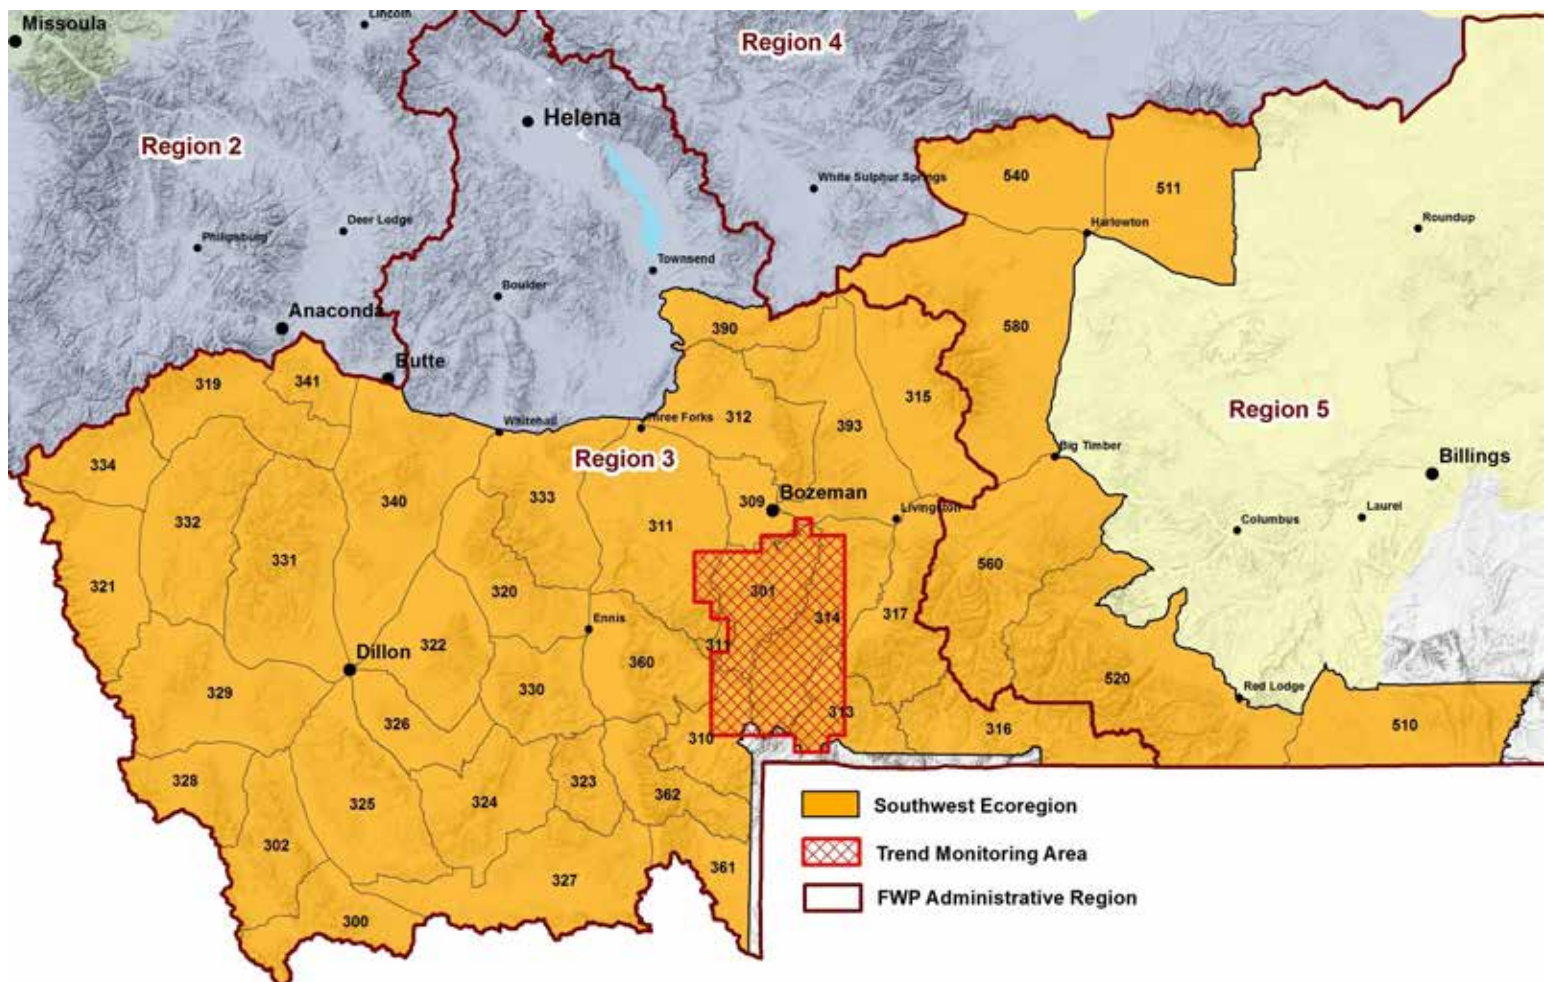 Missoula
Lincoln
Region 4
Helena
Region 2
White Sulphur Springs
540
511
Deer Lodge
Philipsburg
Harlowton
Roundup
Townsend
Boulder
Anaconda
390
580
Butte
319
341
315
Whitehall
Three Forks
312
393
Region 5
334
Region 3
Big Timber
Billings
333
309
Bozeman
332
340
311
Livingston
Columbus
Laurel
331
560
321
320
301
314
317
Ennis
322
311
Dillon
360
329
330
520
Red Lodge
326
313
310
316
510
328
323
362
325
324
Southwest Ecoregion
302
Trend Monitoring Area
361
327
FWP Administrative Region
300